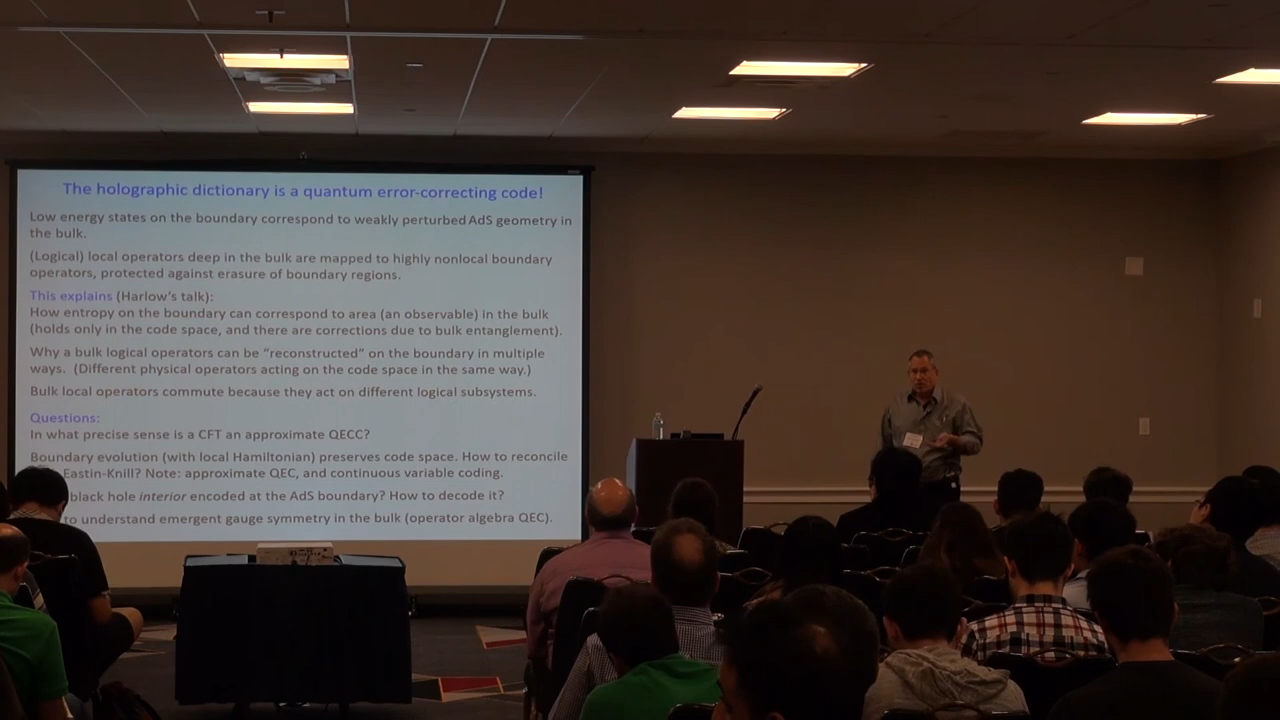 The holographic dictionary is a quantum error-correcting code!
Low energy states on the boundary correspond to weakly perturbed AdS geometry in
the bulk.
(Logical) local operators deep in the bulk are mapped to highly nonlocal boundary
operators, protected against erasure of boundary regions.
This explains (Harlow's talk):
How entropy on the boundary can correspond to area (an observable) in the bulk
(holds only in the code space, and there are corrections due to bulk entanglement).
Why a bulk logical operators can be "reconstructed" on the boundary in multiple
ways. (Different physical operators acting on the code space in the same way.)
Bulk local operators commute because they act on different logical subsystems.
Questions:
In what precise sense is a CFT an approximate QECC?
Boundary evolution (with local Hamiltonian) preserves code space. How to reconcile
Eastin-Knill? Note: approximate QEC, and continuous variable coding.
black hole interior encoded at the AdS boundary? How to decode it?
to understand emergent gauge symmetry in the bulk (operator algebra QEC).